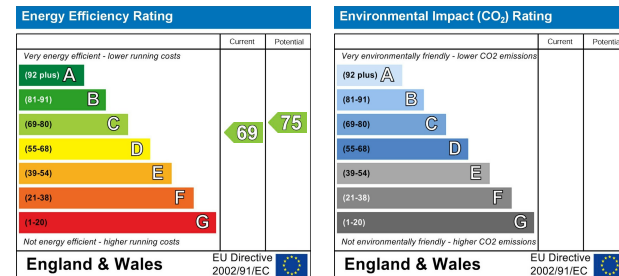 Energy Efficiency Rating
Current Potential
Very energy efficient - lower running costs
(92 plus) A
(81-91) B
(69-80) C
(55-68) D
(39-54) E
(21-38) F
(1-20) G
69
75
Not energy efficient - higher running costs
England & Wales
EU Directive
2002/91/EC
Environmental Impact (CO₂) Rating
Current Potential
Very environmentally friendly - lower CO2 emissions
(92 plus) A
(81-91) B
(69-80) C
(55-68) D
(39-54) E
(21-38) F
(1-20) G
Not environmentally friendly - higher CO2 emissions
England & Wales
EU Directive
2002/91/EC